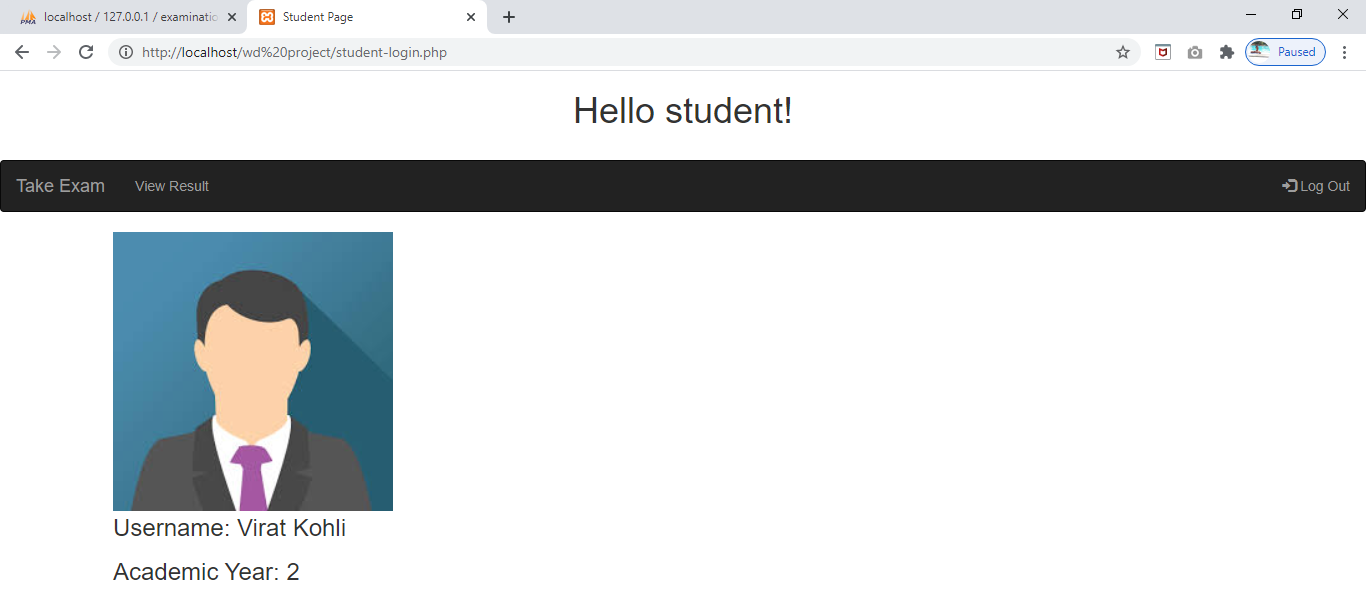 PMA localhost / 127.0.0.1 / examinatio
Student Page
http://localhost/wd%20project/student-login.php
Paused
Hello student!
Take Exam View Result Log Out
Username: Virat Kohli
Academic Year: 2